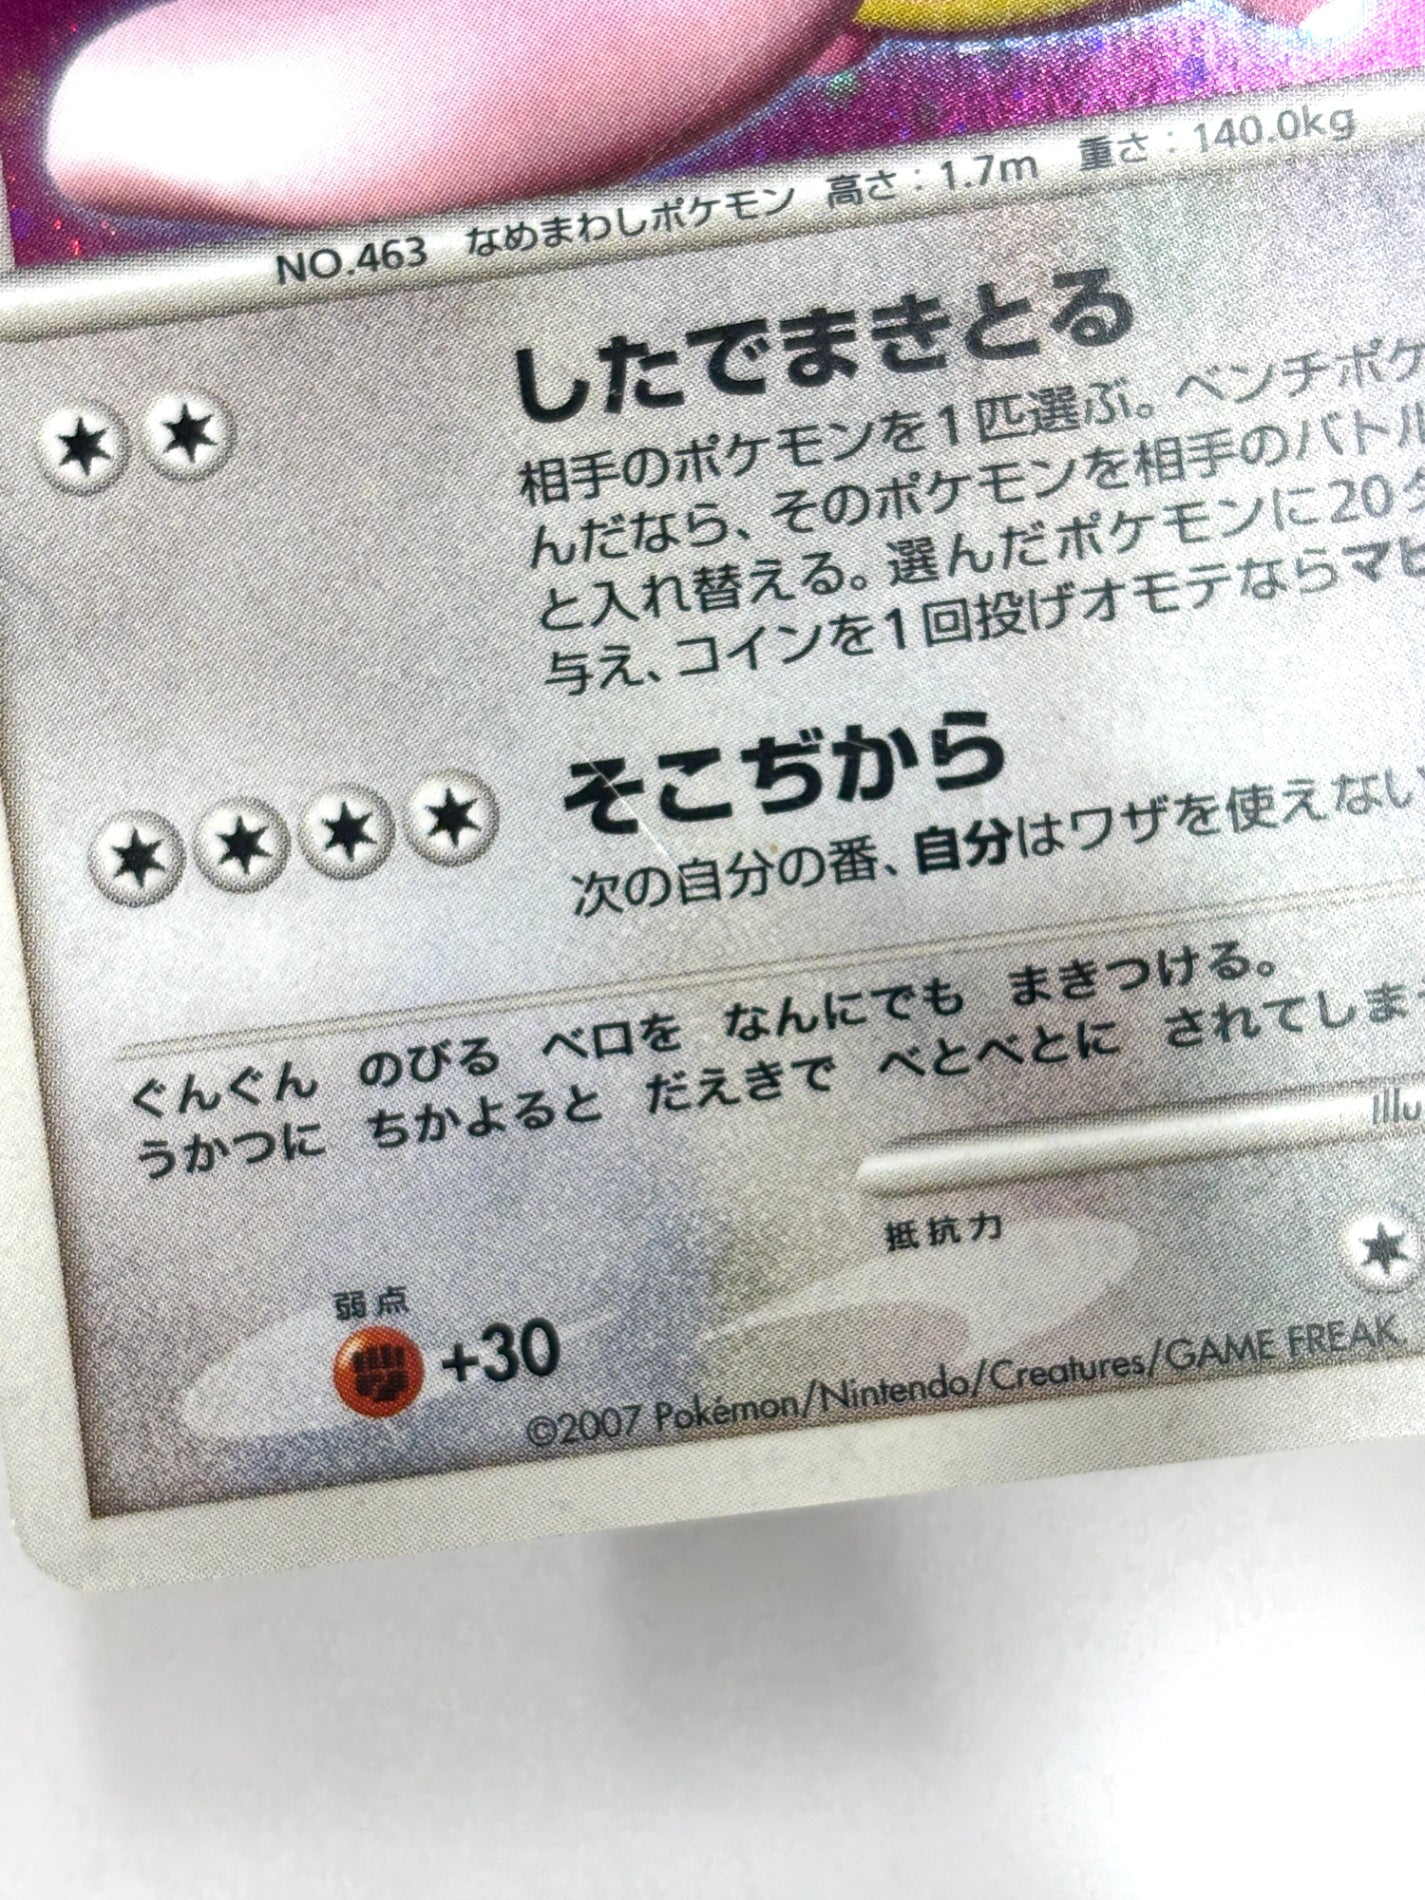 NO.463 なめまわしポケモン 高さ：1.7m 重さ：140.0kg
したでまきとる
相手のポケモンを1匹選ぶ。ベンチポケ
んだなら、そのポケモンを相手のバトル
と入れ替える。選んだポケモンに20ダ
与え、コインを1回投げオモテならマヒ
そこぢから
次の自分の番、自分はワザを使えない
ぐんぐん のびる ベロを なんにでも まきつける。
うかつに ちかよると だえきで べとべとに されてしま
Illu
抵抗力
弱点
+30
©2007 Pokémon/Nintendo/Creatures/GAME FREAK.